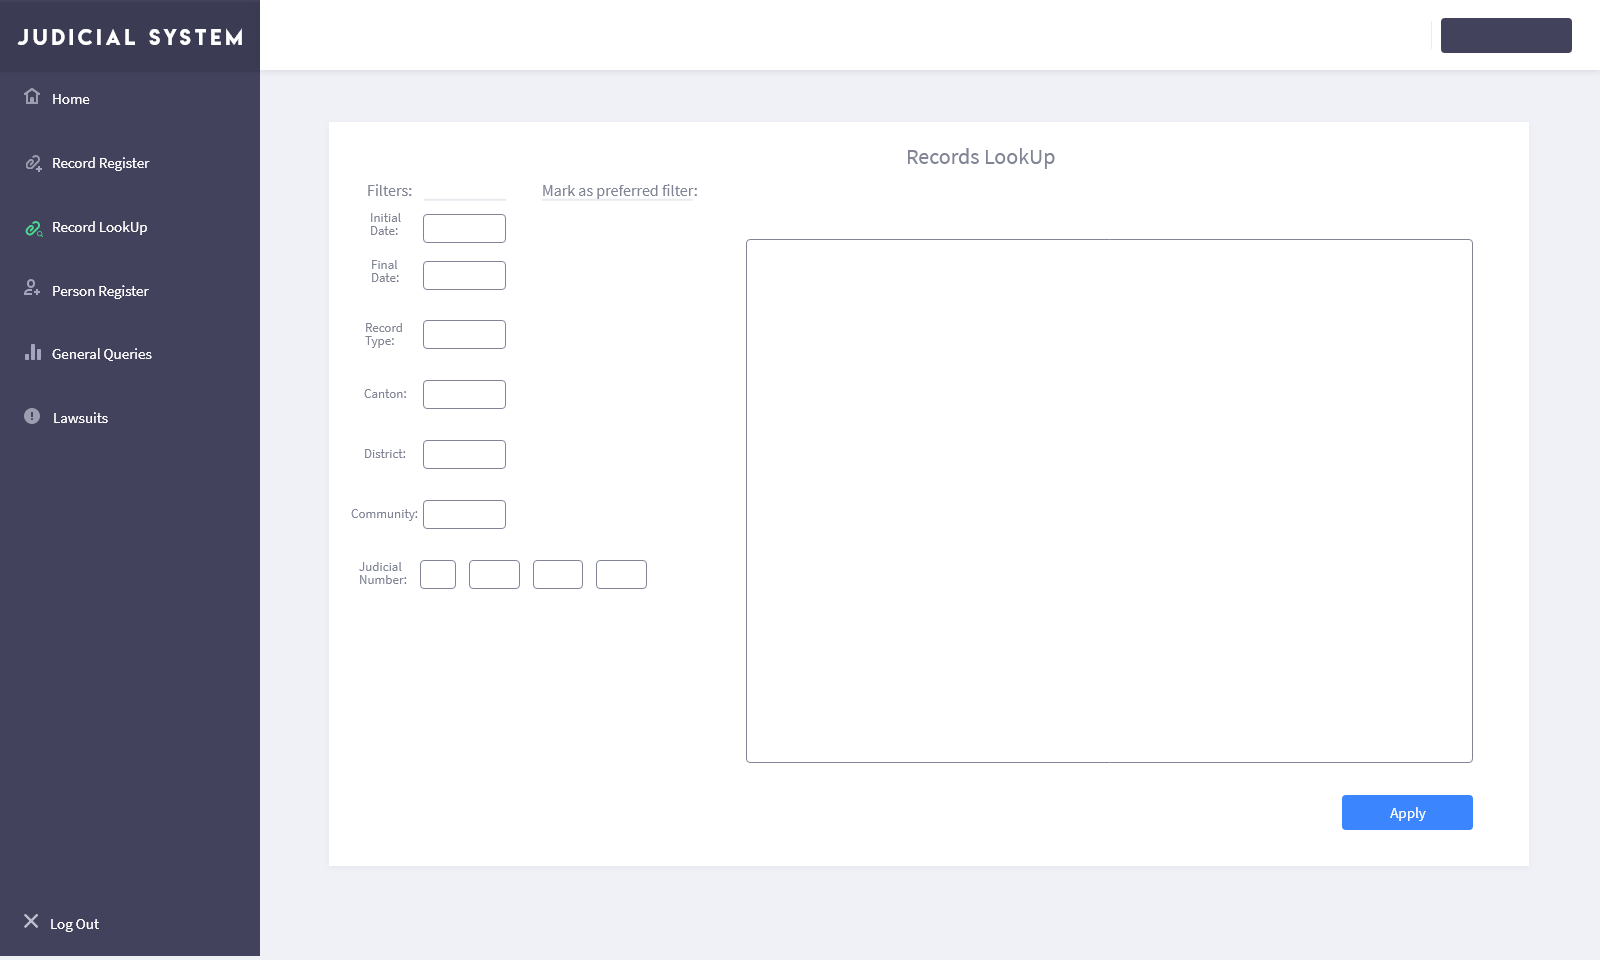 JUDICIAL SYSTEM
Home
Record Register
Record LookUp
Person Register
General Queries
Lawsuits
Log Out
Records LookUp
Filters:
Mark as preferred filter:
Initial
Date:
Final
Date:
Record
Type:
Canton:
District:
Community:
Judicial
Number:
Apply